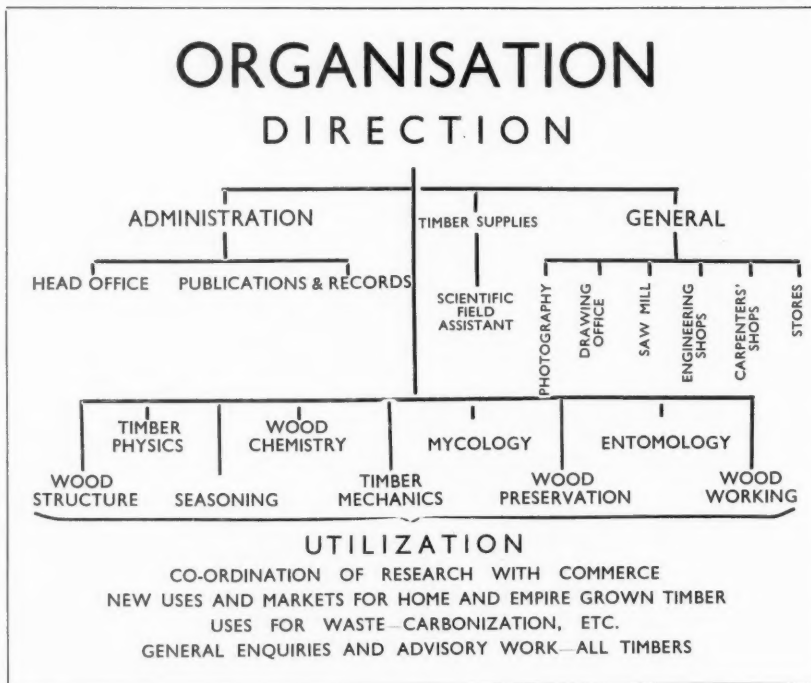 ORGANISATION
DIRECTION
ADMINISTRATION
TIMBER SUPPLIES
GENERAL
HEAD OFFICE
PUBLICATIONS & RECORDS
SCIENTIFIC
FIELD
ASSISTANT
PHOTOGRAPHY
DRAWING
OFFICE
SAW MILL
ENGINEERING
SHOPS
CARPENTERS'
SHOPS
STORES
TIMBER
PHYSICS
WOOD
CHEMISTRY
MYCOLOGY
ENTOMOLOGY
WOOD
STRUCTURE
SEASONING
TIMBER
MECHANICS
WOOD
PRESERVATION
WOOD
WORKING
UTILIZATION
CO-ORDINATION OF RESEARCH WITH COMMERCE
NEW USES AND MARKETS FOR HOME AND EMPIRE GROWN TIMBER
USES FOR WASTE—CARBONIZATION, ETC.
GENERAL ENQUIRIES AND ADVISORY WORK—ALL TIMBERS